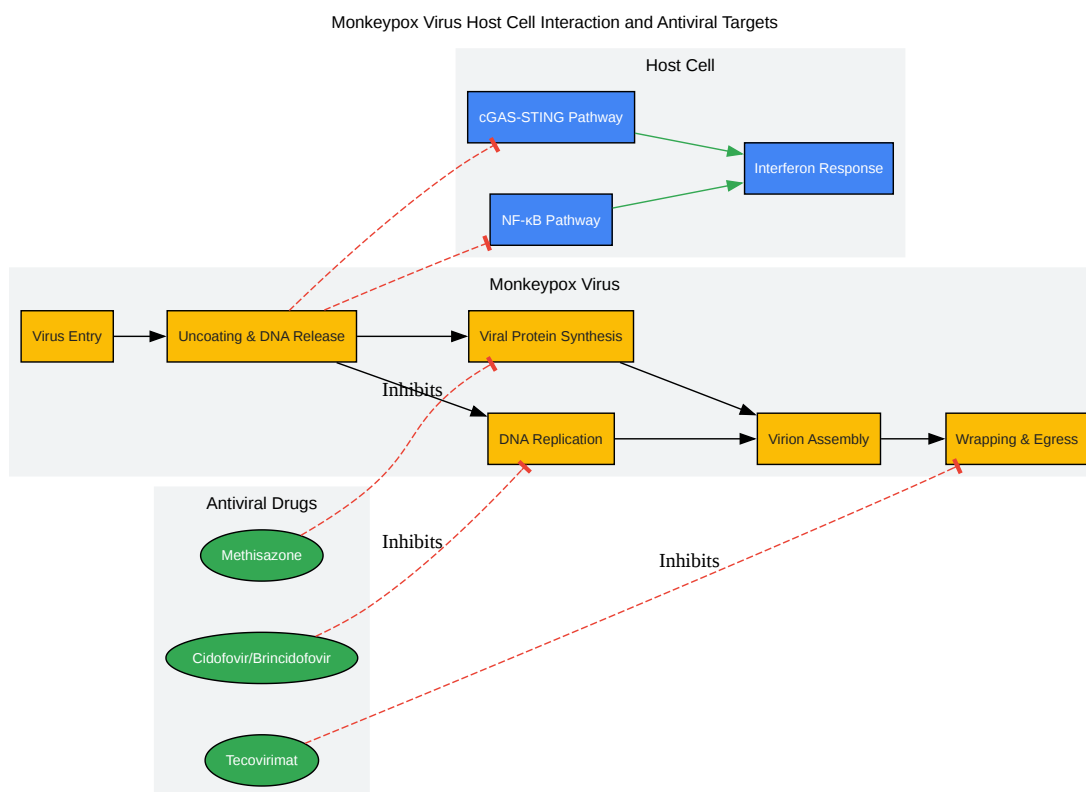 Monkeypox Virus Host Cell Interaction and Antiviral Targets
Host Cell
cGAS-STING Pathway
Interferon Response
NF-κB Pathway
Monkeypox Virus
Virus Entry
Uncoating & DNA Release
Viral Protein Synthesis
Inhibits
DNA Replication
Virion Assembly
Wrapping & Egress
Antiviral Drugs
Methisazone
Inhibits
Inhibits
Cidofovir/Brincidofovir
Tecovirimat